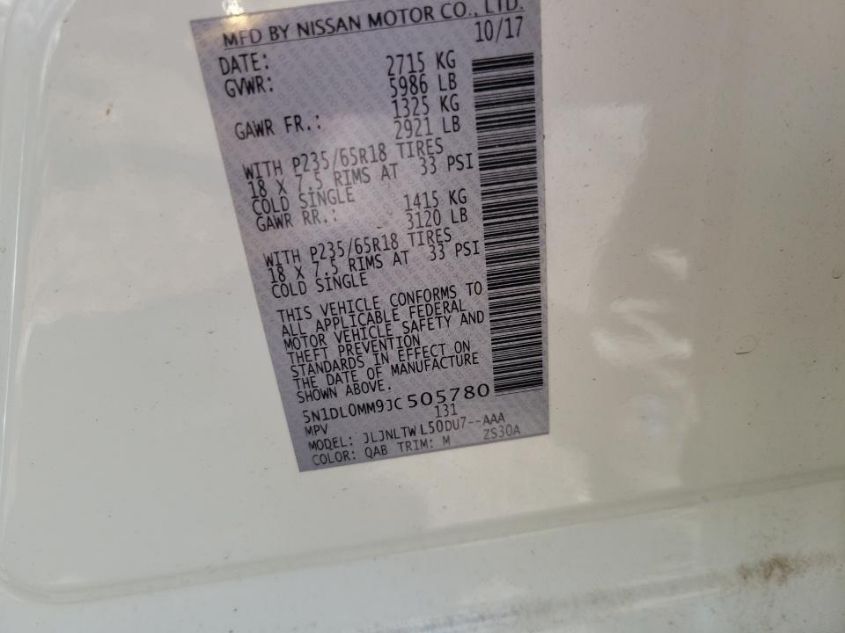 MFD BY NISSAN MOTOR CO., LTD.
DATE: 10/17
GVWR: 2715 KG
5986 LB
GAWR FR.: 1325 KG
2921 LB
WITH P235/65R18 TIRES
18 X 7.5 RIMS AT 33 PSI
COLD SINGLE
GAWR RR.: 1415 KG
3120 LB
WITH P235/65R18 TIRES
18 X 7.5 RIMS AT 33 PSI
COLD SINGLE
THIS VEHICLE CONFORMS TO
ALL APPLICABLE FEDERAL
MOTOR VEHICLE SAFETY AND
THEFT PREVENTION
STANDARDS IN EFFECT ON
THE DATE OF MANUFACTURE
SHOWN ABOVE.
5N1DL0MM9JC505780
MPV 131
MODEL: JLJNLTWL50DU7--AAA
COLOR: QAB TRIM: M ZS30A